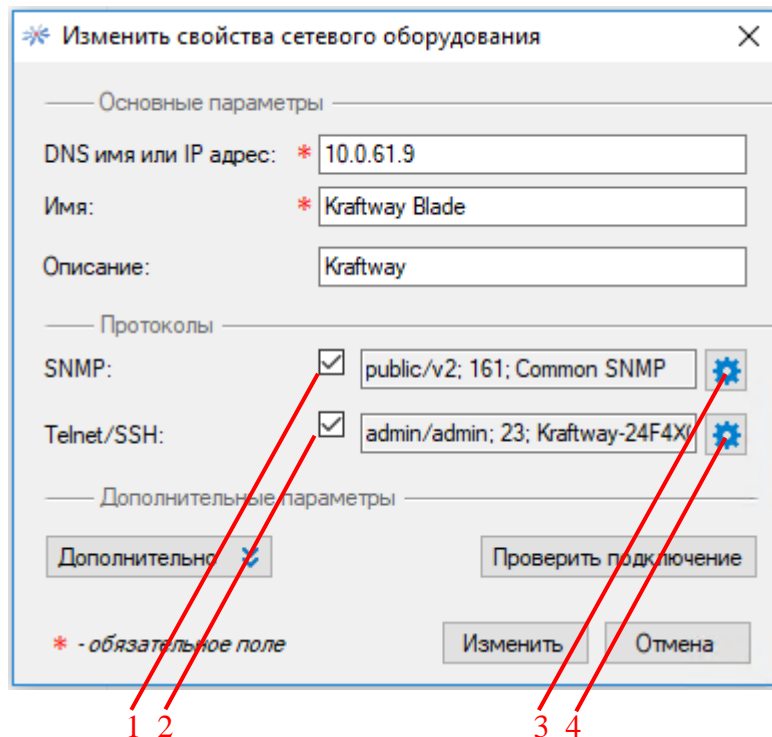 Изменить свойства сетевого оборудования
Основные параметры
DNS имя или IP адрес: * 10.0.61.9
Имя: * Kraftway Blade
Описание: Kraftway
Протоколы
SNMP: public/v2; 161; Common SNMP
Telnet/SSH: admin/admin; 23; Kraftway-24F4X
Дополнительные параметры
Дополнительно Проверить подключение
* - обязательное поле Изменить Отмена
1 2 3 4